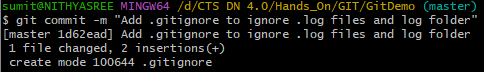 sumit@NITHYASREE MINGW64 /d/CTS DN 4.0/Hands_On/GIT/GitDemo (master)
$ git commit -m "Add .gitignore to ignore .log files and log folder"
[master 1d62ead] Add .gitignore to ignore .log files and log folder
 1 file changed, 2 insertions(+)
 create mode 100644 .gitignore